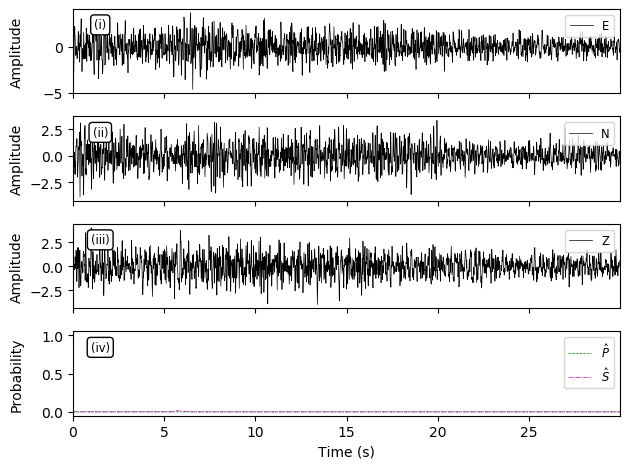 (i)
E
Amplitude
0
−5
(ii)
N
Amplitude
2.5
0.0
−2.5
(iii)
Z
Amplitude
2.5
0.0
−2.5
(iv)
P̂
Ŝ
Probability
1.0
0.5
0.0
0 5 10 15 20 25
Time (s)